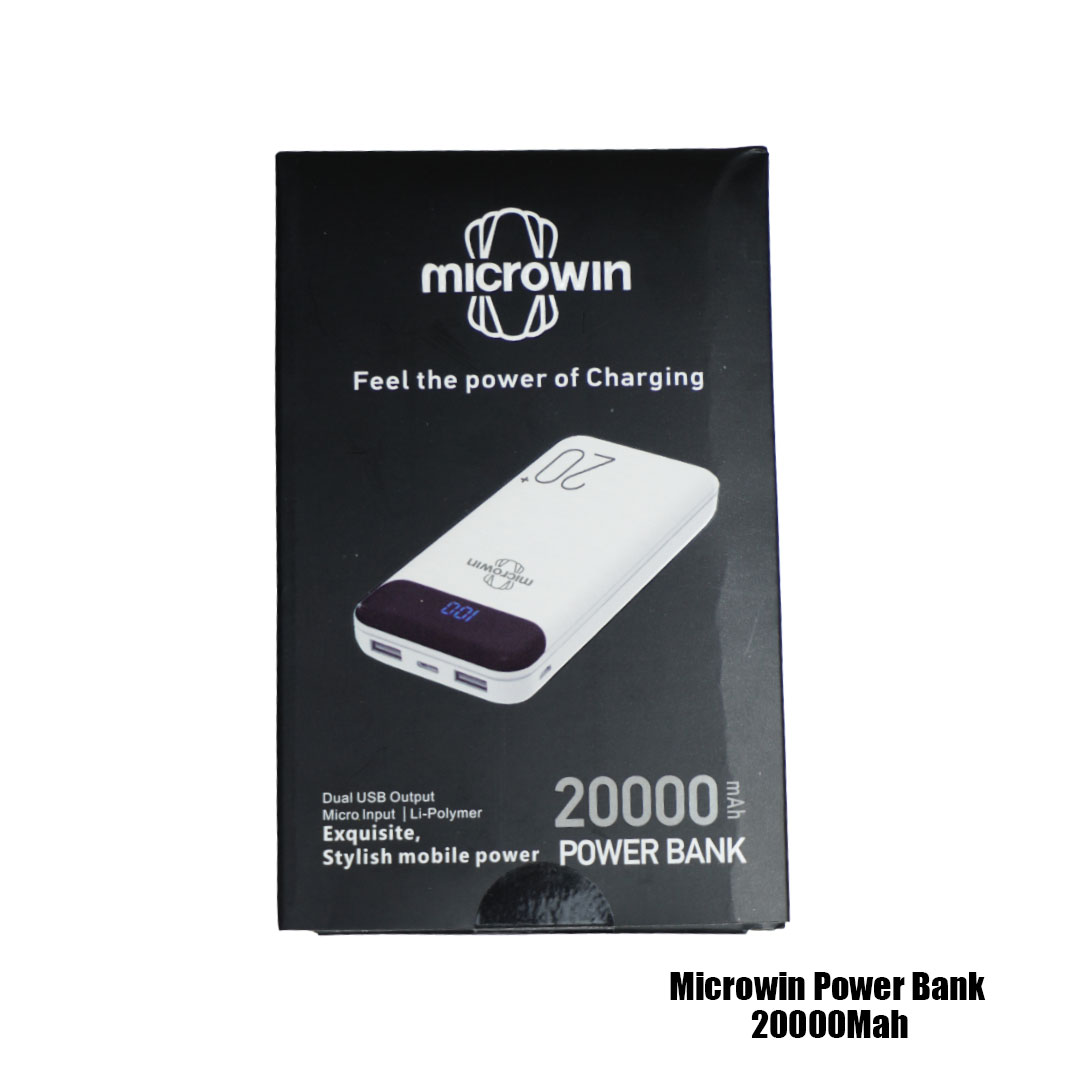 microwin
Feel the power of Charging
20+
microwin
100
Dual USB Output
Micro Input | Li-Polymer
Exquisite,
Stylish mobile power
20000 mAh
POWER BANK
Microwin Power Bank
20000Mah